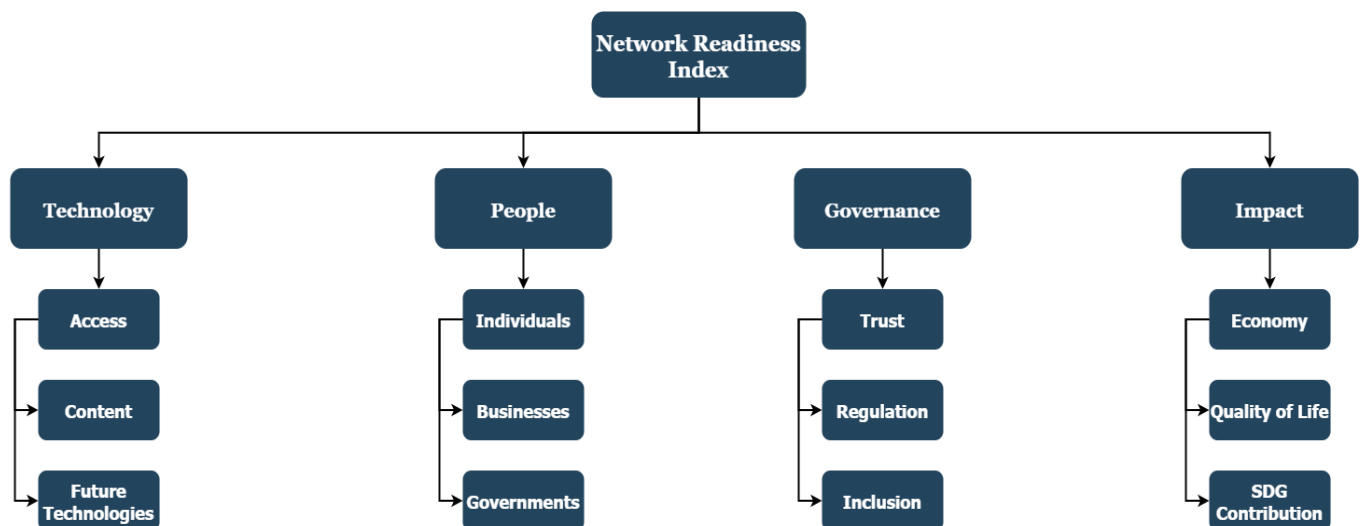 Network Readiness
Index
Technology
People
Governance
Impact
Access
Individuals
Trust
Economy
Content
Businesses
Regulation
Quality of Life
Future
Technologies
Governments
Inclusion
SDG
Contribution